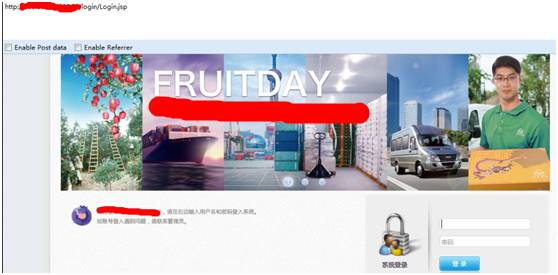 http: /login/Login.jsp
Enable Post data Enable Referrer
FRUITDAY
，请在右边输入用户名和密码登入系统。
如账号登入遇到问题，请联系管理员。
密码
系统登录
登 录